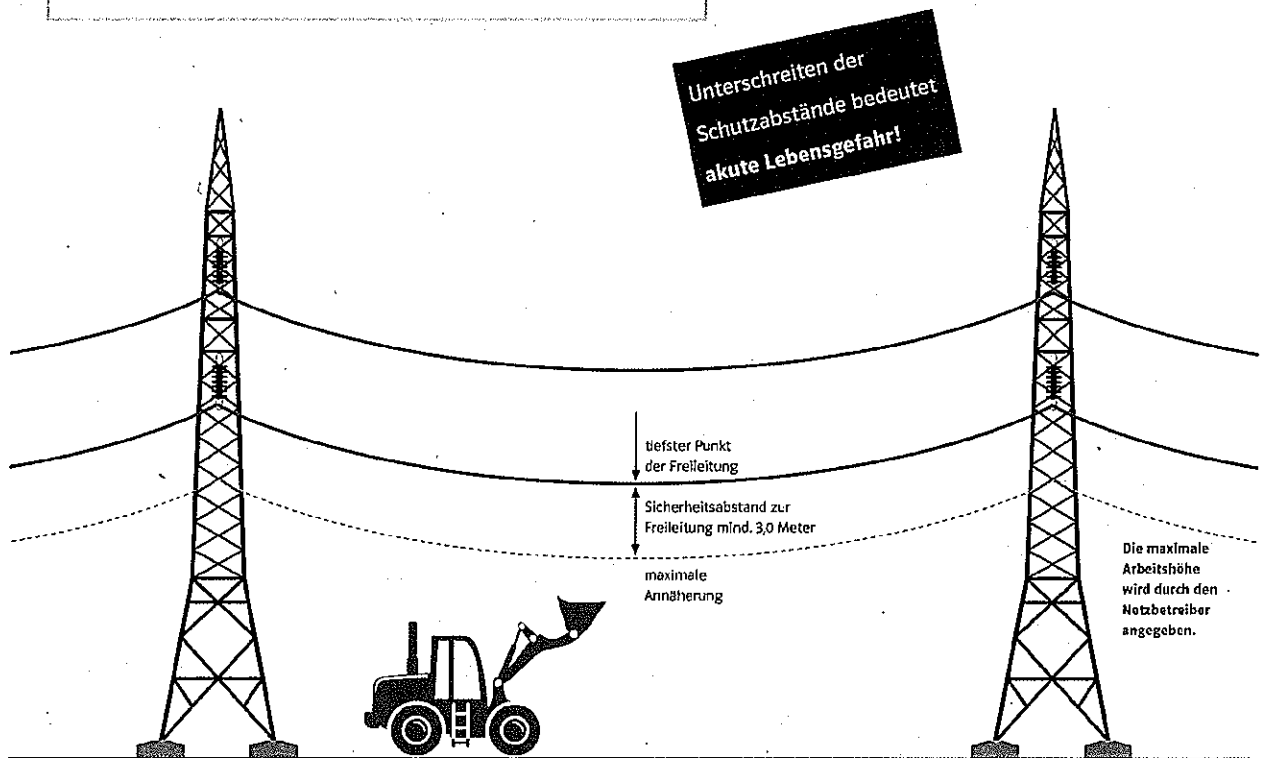 Unterschreiten der
Schutzabstände bedeutet
akute Lebensgefahr!
tiefster Punkt
der Freileitung
Sicherheitsabstand zur
Freileitung mind. 3,0 Meter
maximale
Annäherung
Die maximale
Arbeitshöhe
wird durch den
Netzbetreiber
angegeben.